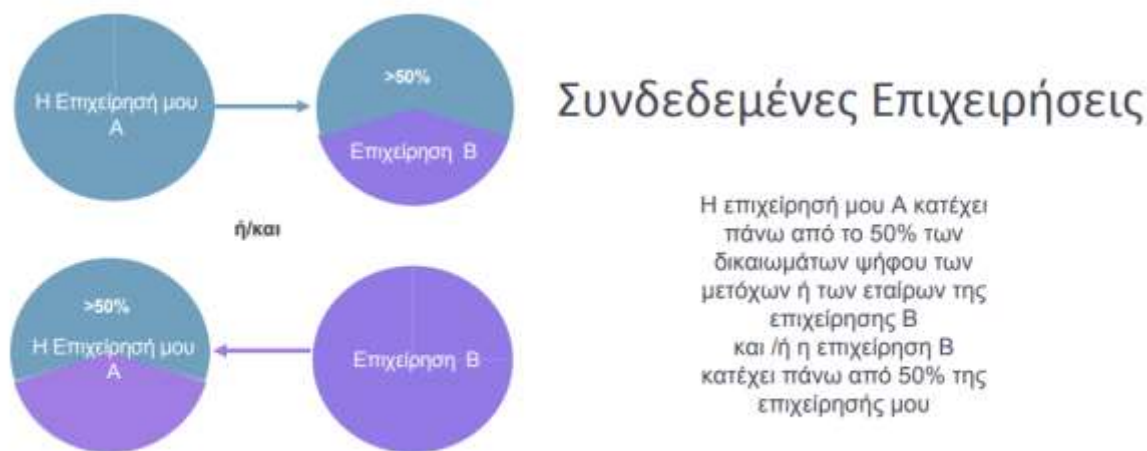 Η Επιχείρησή μου
Α
>50%
Επιχείρηση Β
ή/και
>50%
Η Επιχείρησή μου
Α
Επιχείρηση Β
Συνδεδεμένες Επιχειρήσεις
Η επιχείρησή μου Α κατέχει
πάνω από το 50% των
δικαιωμάτων ψήφου των
μετόχων ή των εταίρων της
επιχείρησης Β
και /ή η επιχείρηση Β
κατέχει πάνω από 50% της
επιχείρησής μου